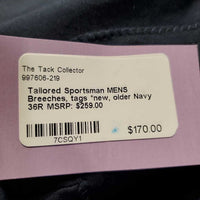 The Tack Collector
997606-219
Tailored Sportsman MENS
Breeches, tags *new, older Navy
36R MSRP: $259.00
$170.00
7CSQY1